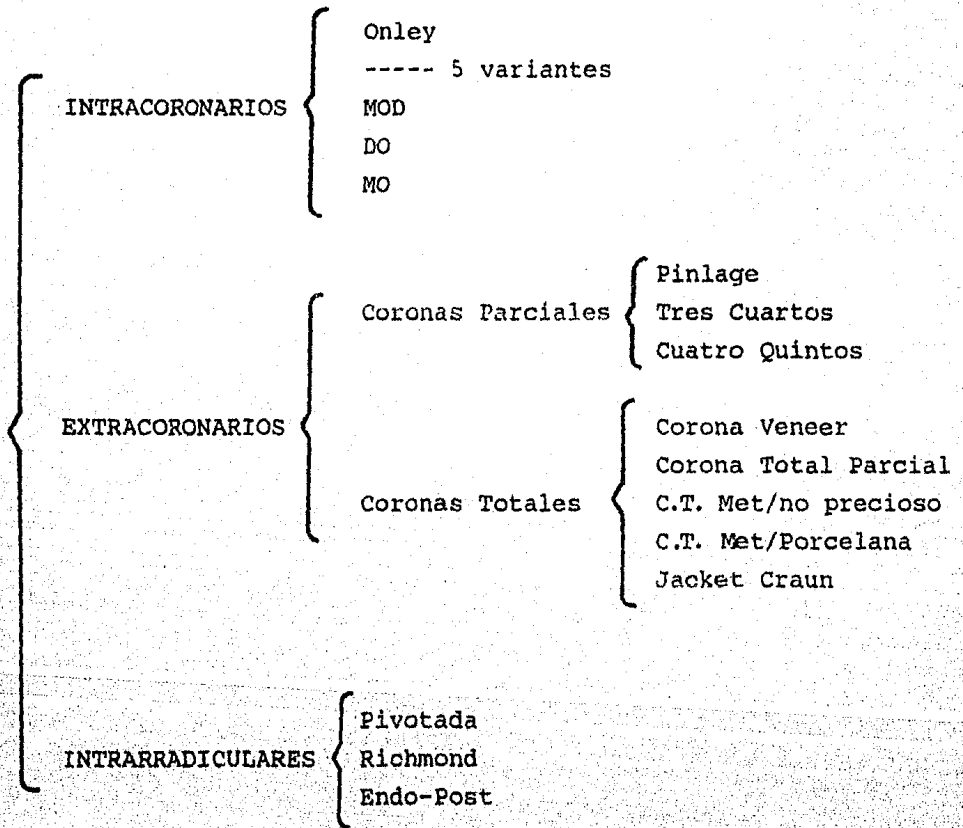 INTRACORONARIOS
Onley
----- 5 variantes
MOD
DO
MO
EXTRACORONARIOS
Coronas Parciales
Pinlage
Tres Cuartos
Cuatro Quintos
Coronas Totales
Corona Veneer
Corona Total Parcial
C.T. Met/no precioso
C.T. Met/Porcelana
Jacket Craun
INTRARRADICULARES
Pivotada
Richmond
Endo-Post